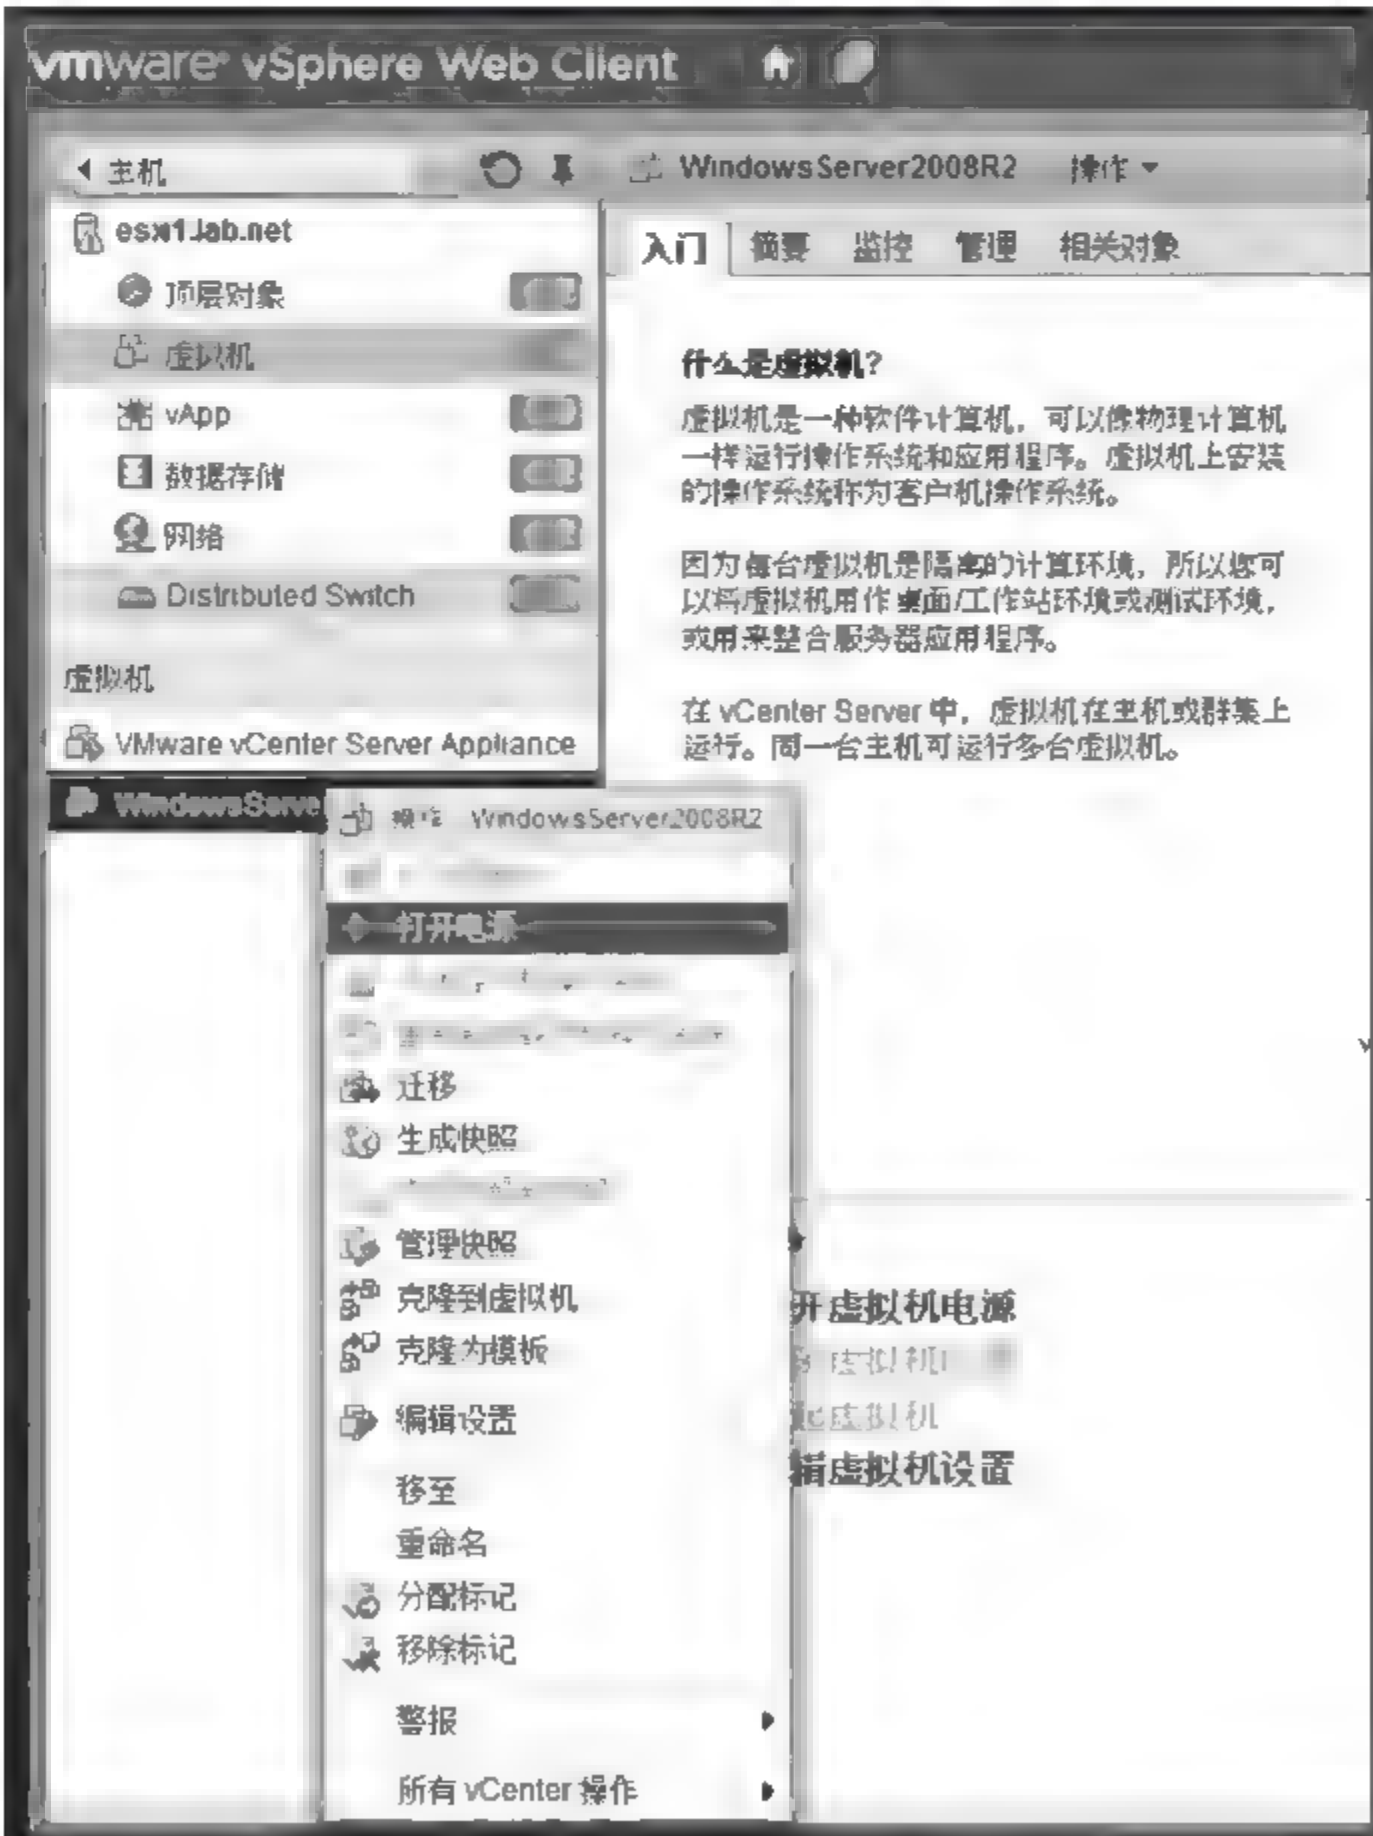 vmware vSphere Web Client
主机
WindowsServer2008R2 操作
esxi1.lab.net
入门 摘要 监控 管理 相关对象
顶层对象
虚拟机
vApp
数据存储
网络
Distributed Switch
虚拟机
VMware vCenter Server Appliance
WindowsServe
什么是虚拟机?
虚拟机是一种软件计算机，可以像物理计算机
一样运行操作系统和应用程序。虚拟机上安装
的操作系统称为客户机操作系统。
因为每台虚拟机是隔离的计算环境，所以您可
以将虚拟机用作桌面/工作站环境或测试环境，
或用来整合服务器应用程序。
在 vCenter Server 中，虚拟机在主机或群集上
运行。同一台主机可运行多台虚拟机。
操作 WindowsServer2008R2
打开电源
迁移
生成快照
管理快照
克隆到虚拟机
克隆为模板
编辑设置
移至
重命名
分配标记
移除标记
警报
所有 vCenter 操作
开虚拟机电源
虚拟机
起虚拟机
辑虚拟机设置